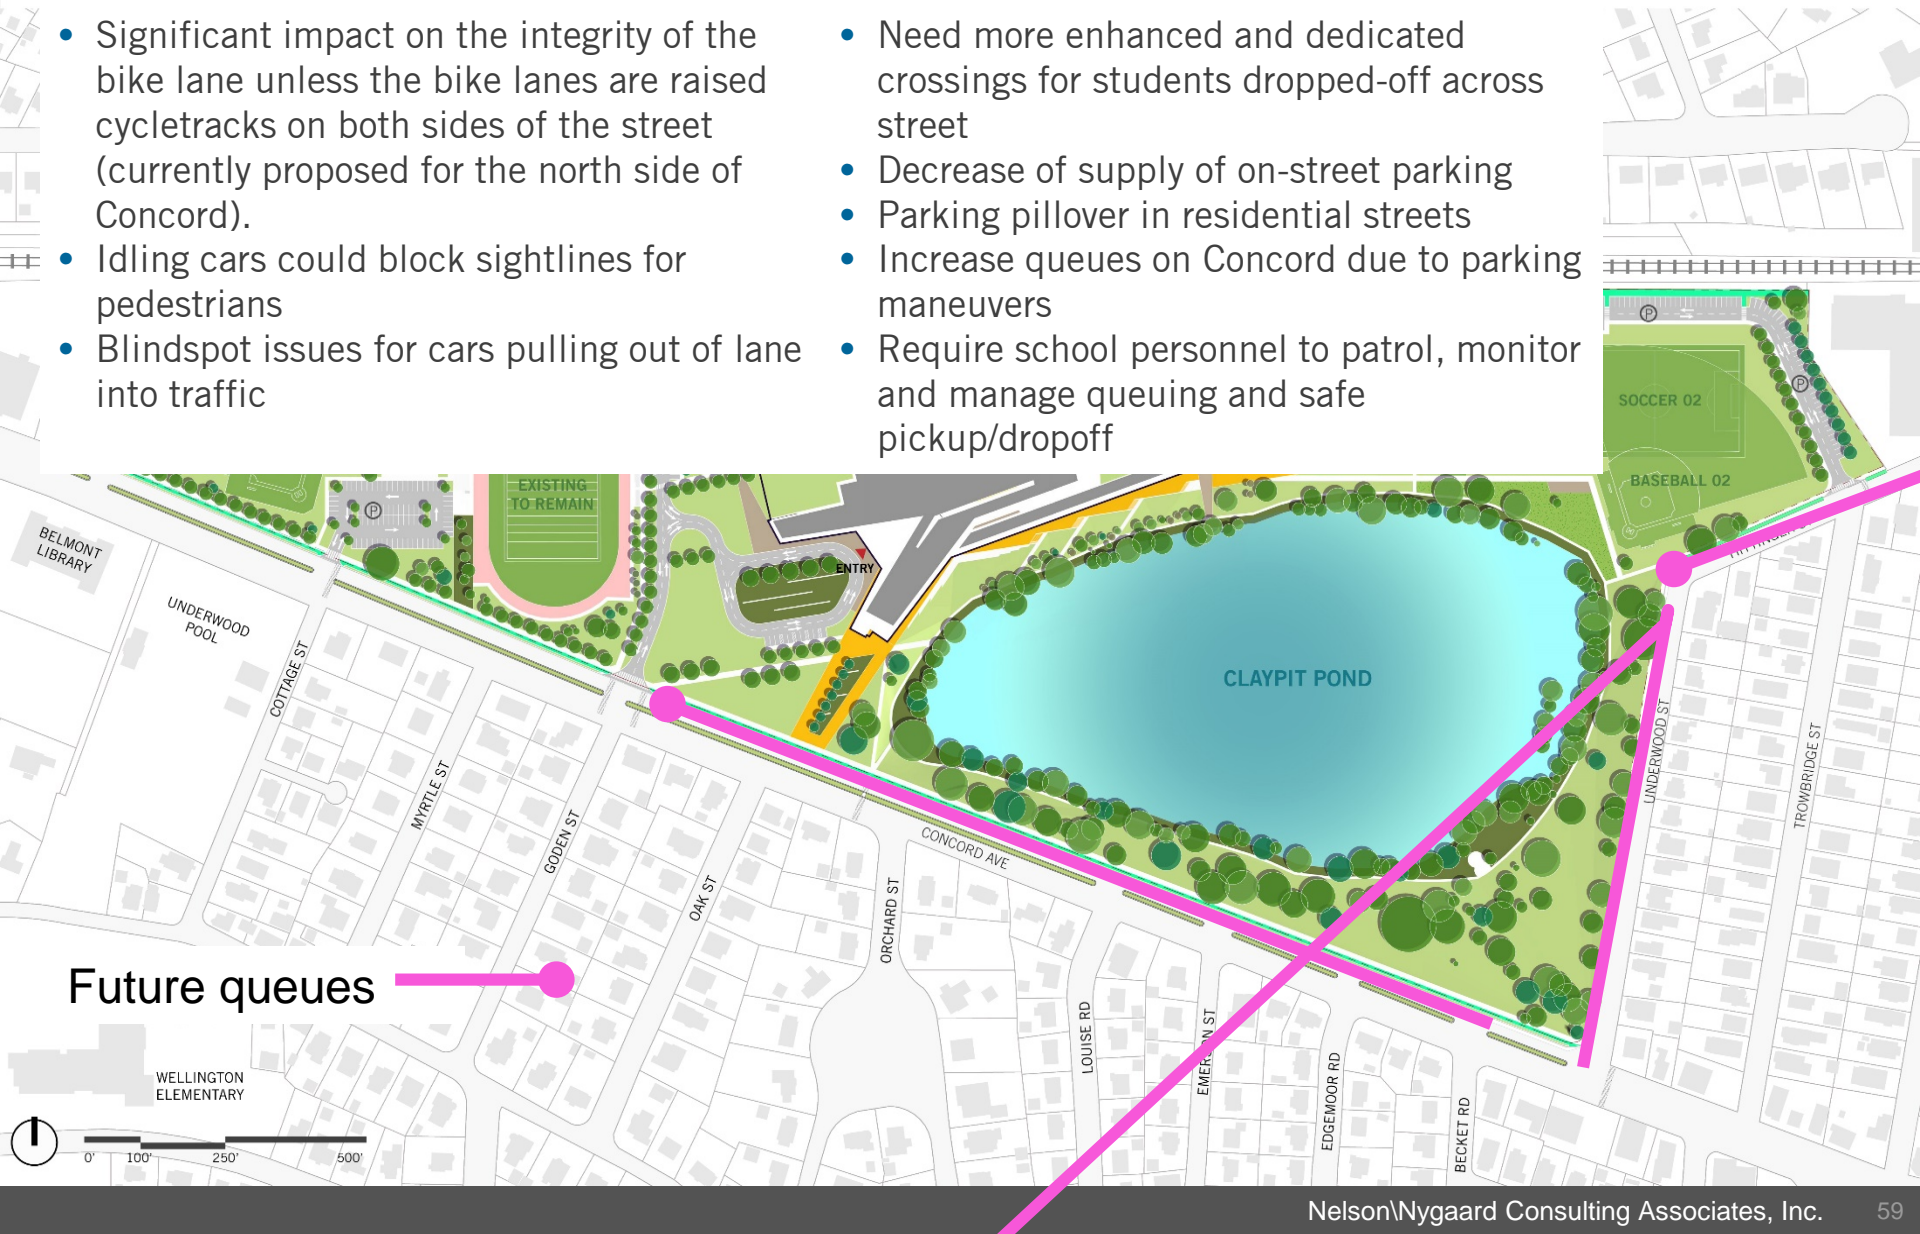 • Significant impact on the integrity of the
bike lane unless the bike lanes are raised
cycletracks on both sides of the street
(currently proposed for the north side of
Concord).
• Idling cars could block sightlines for
pedestrians
• Blindspot issues for cars pulling out of lane
into traffic
• Need more enhanced and dedicated
crossings for students dropped-off across
street
• Decrease of supply of on-street parking
• Parking pillover in residential streets
• Increase queues on Concord due to parking
maneuvers
• Require school personnel to patrol, monitor
and manage queuing and safe
pickup/dropoff
P
P
SOCCER 02
BASEBALL 02
EXISTING
TO REMAIN
P
BELMONT
LIBRARY
ENTRY
UNDERWOOD
POOL
COTTAGE ST
CLAYPIT POND
UNDERWOOD ST
TROWBRIDGE ST
MYRTLE ST
GODEN ST
OAK ST
CONCORD AVE
ORCHARD ST
Future queues
LOUISE RD
EMERSON ST
EDGEMOOR RD
BECKET RD
WELLINGTON
ELEMENTARY
0' 100' 250' 500'
Nelson\Nygaard Consulting Associates, Inc. 59